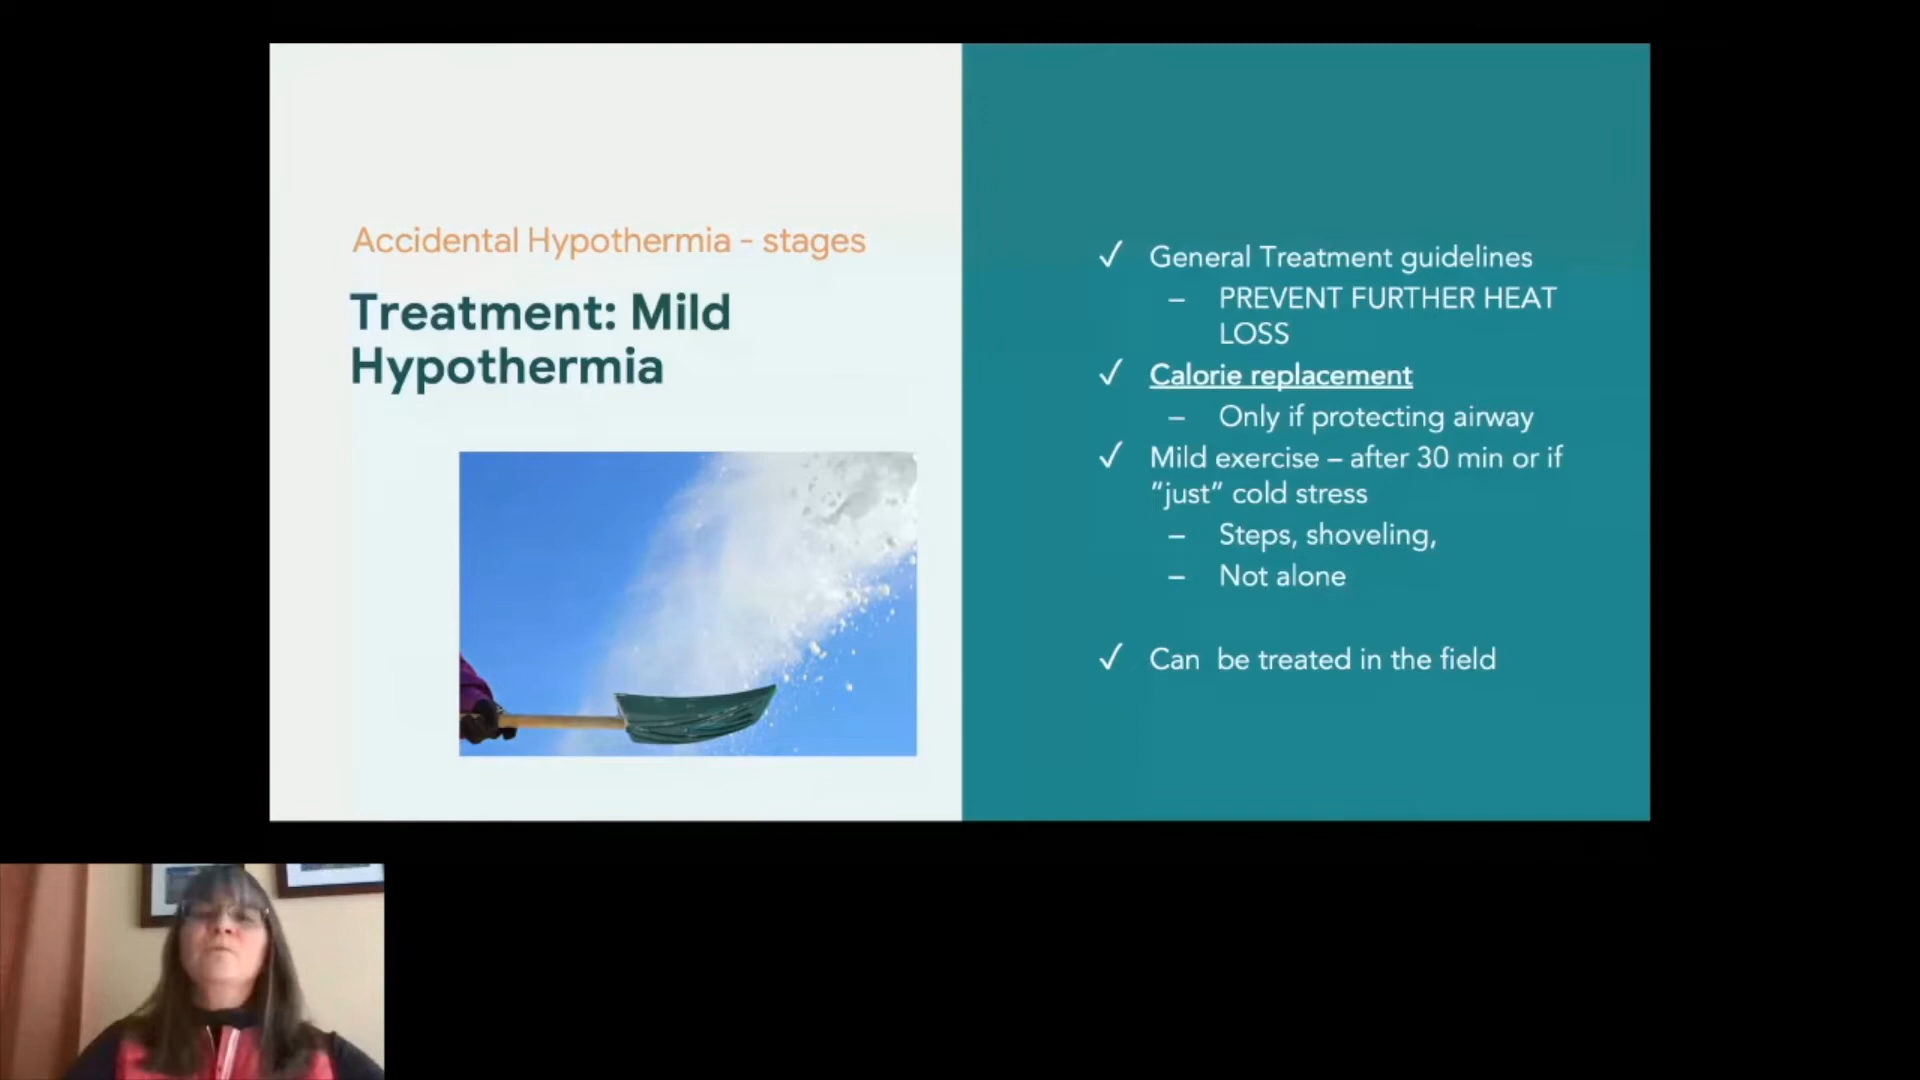 Accidental Hypothermia - stages
Treatment: Mild
Hypothermia
✓ General Treatment guidelines
– PREVENT FURTHER HEAT
LOSS
✓ Calorie replacement
– Only if protecting airway
✓ Mild exercise – after 30 min or if
“just” cold stress
– Steps, shoveling,
– Not alone
✓ Can  be treated in the field